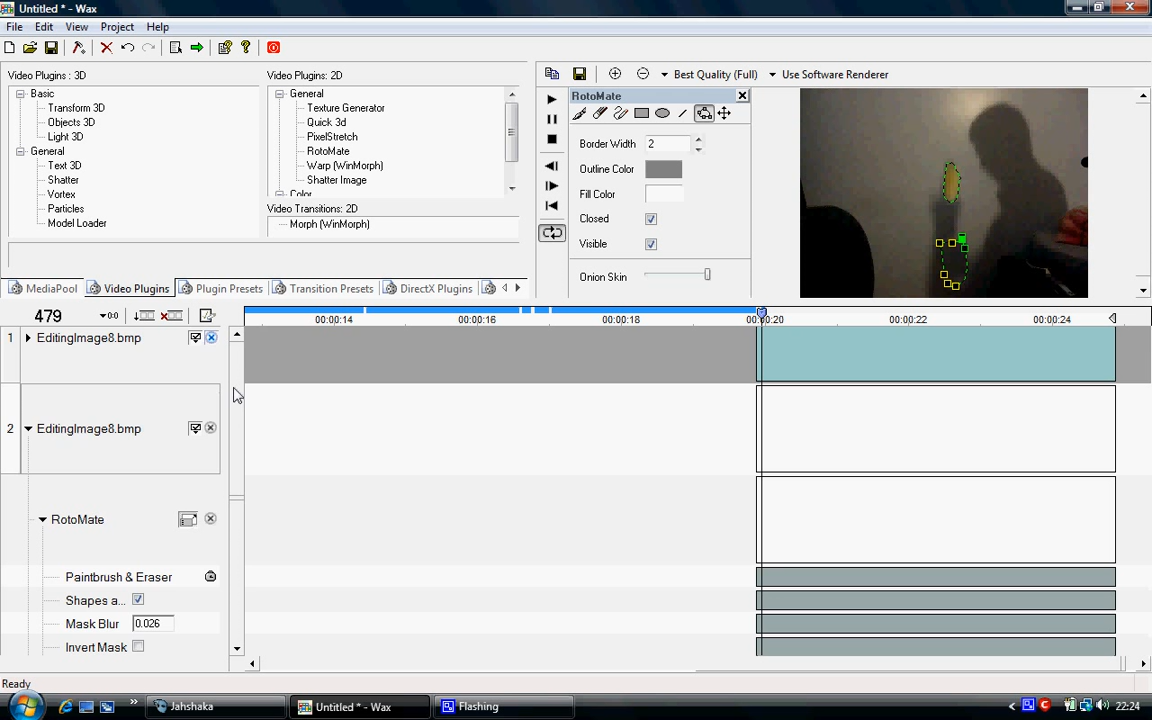 Untitled * - Wax
File Edit View Project Help
Video Plugins : 3D
Basic
Transform 3D
Objects 3D
Light 3D
General
Text 3D
Shatter
Vortex
Particles
Model Loader
Video Plugins: 2D
General
Texture Generator
Quick 3d
PixelStretch
RotoMate
Warp (WinMorph)
Shatter Image
Color
Video Transitions: 2D
Morph (WinMorph)
MediaPool Video Plugins Plugin Presets Transition Presets DirectX Plugins
Best Quality (Full) Use Software Renderer
RotoMate
Border Width 2
Outline Color
Fill Color
Closed
Visible
Onion Skin
479 0:0 00:00:14 00:00:16 00:00:18 00:00:20 00:00:22 00:00:24
1 EditingImage8.bmp
2 EditingImage8.bmp
RotoMate
Paintbrush & Eraser
Shapes a...
Mask Blur 0.026
Invert Mask
Ready
Jahshaka Untitled * - Wax Flashing 22:24